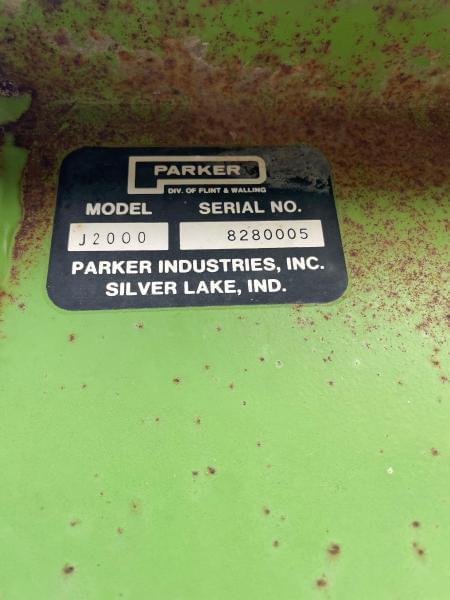 PARKER
DIV. OF FLINT & WALLING
MODEL SERIAL NO.
J2000 8280005
PARKER INDUSTRIES, INC.
SILVER LAKE, IND.